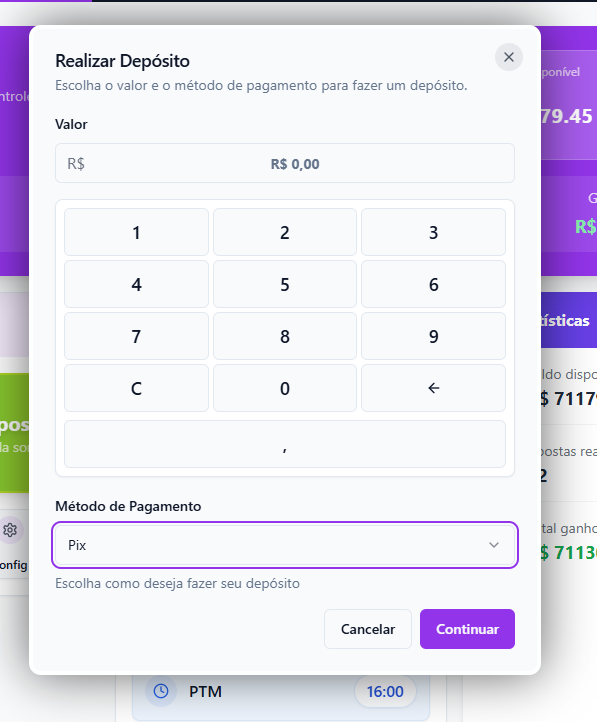 Realizar Depósito
Escolha o valor e o método de pagamento para fazer um depósito.
Valor
R$ R$ 0,00
1 2 3
4 5 6
7 8 9
C 0 ←
,
Método de Pagamento
Pix
Escolha como deseja fazer seu depósito
Cancelar Continuar
ntrole
ponível
79.45
G
R$
ísticas
ldo dispo
$ 7117
postas rea
2
tal ganho
$ 7113
pos
la so
onfig
PTM 16:00